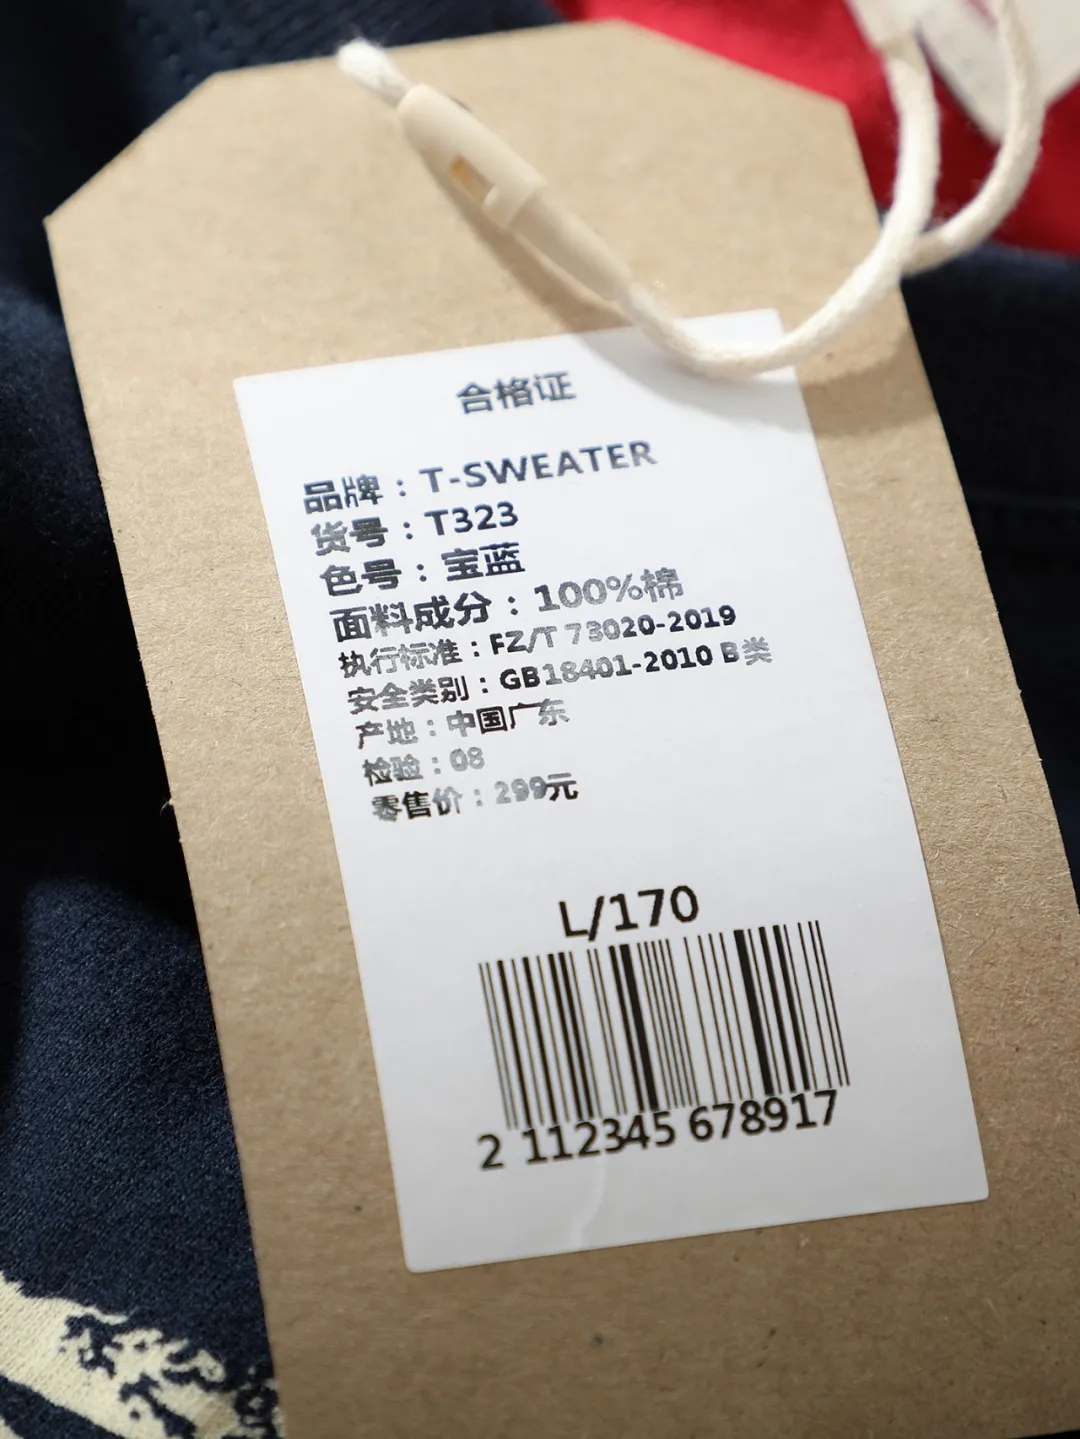 合格证
品牌：T-SWEATER
货号：T323
色号：宝蓝
面料成分：100%棉
执行标准：FZ/T 73020-2019
安全类别：GB18401-2010 B类
产地：中国广东
检验：08
零售价：299元
L/170
2 112345 678917